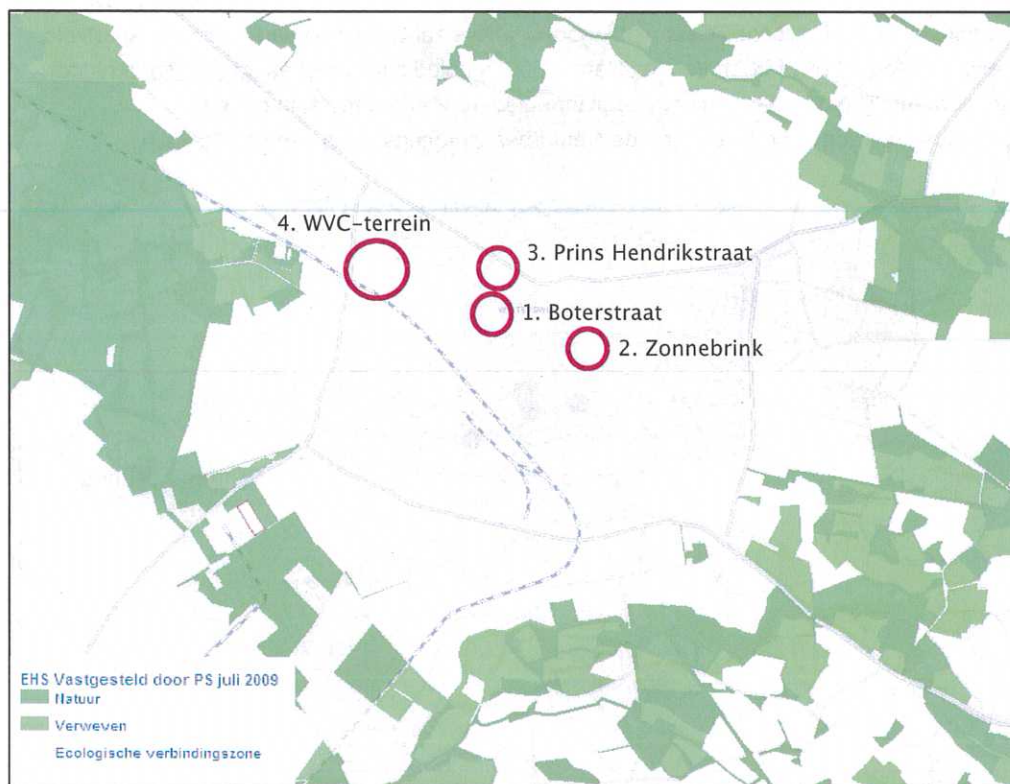 4. WVC-terrein
3. Prins Hendrikstraat
1. Boterstraat
2. Zonnebrink
EHS Vastgesteld door PS juli 2009
Natuur
Verweven
Ecologische verbindingszone